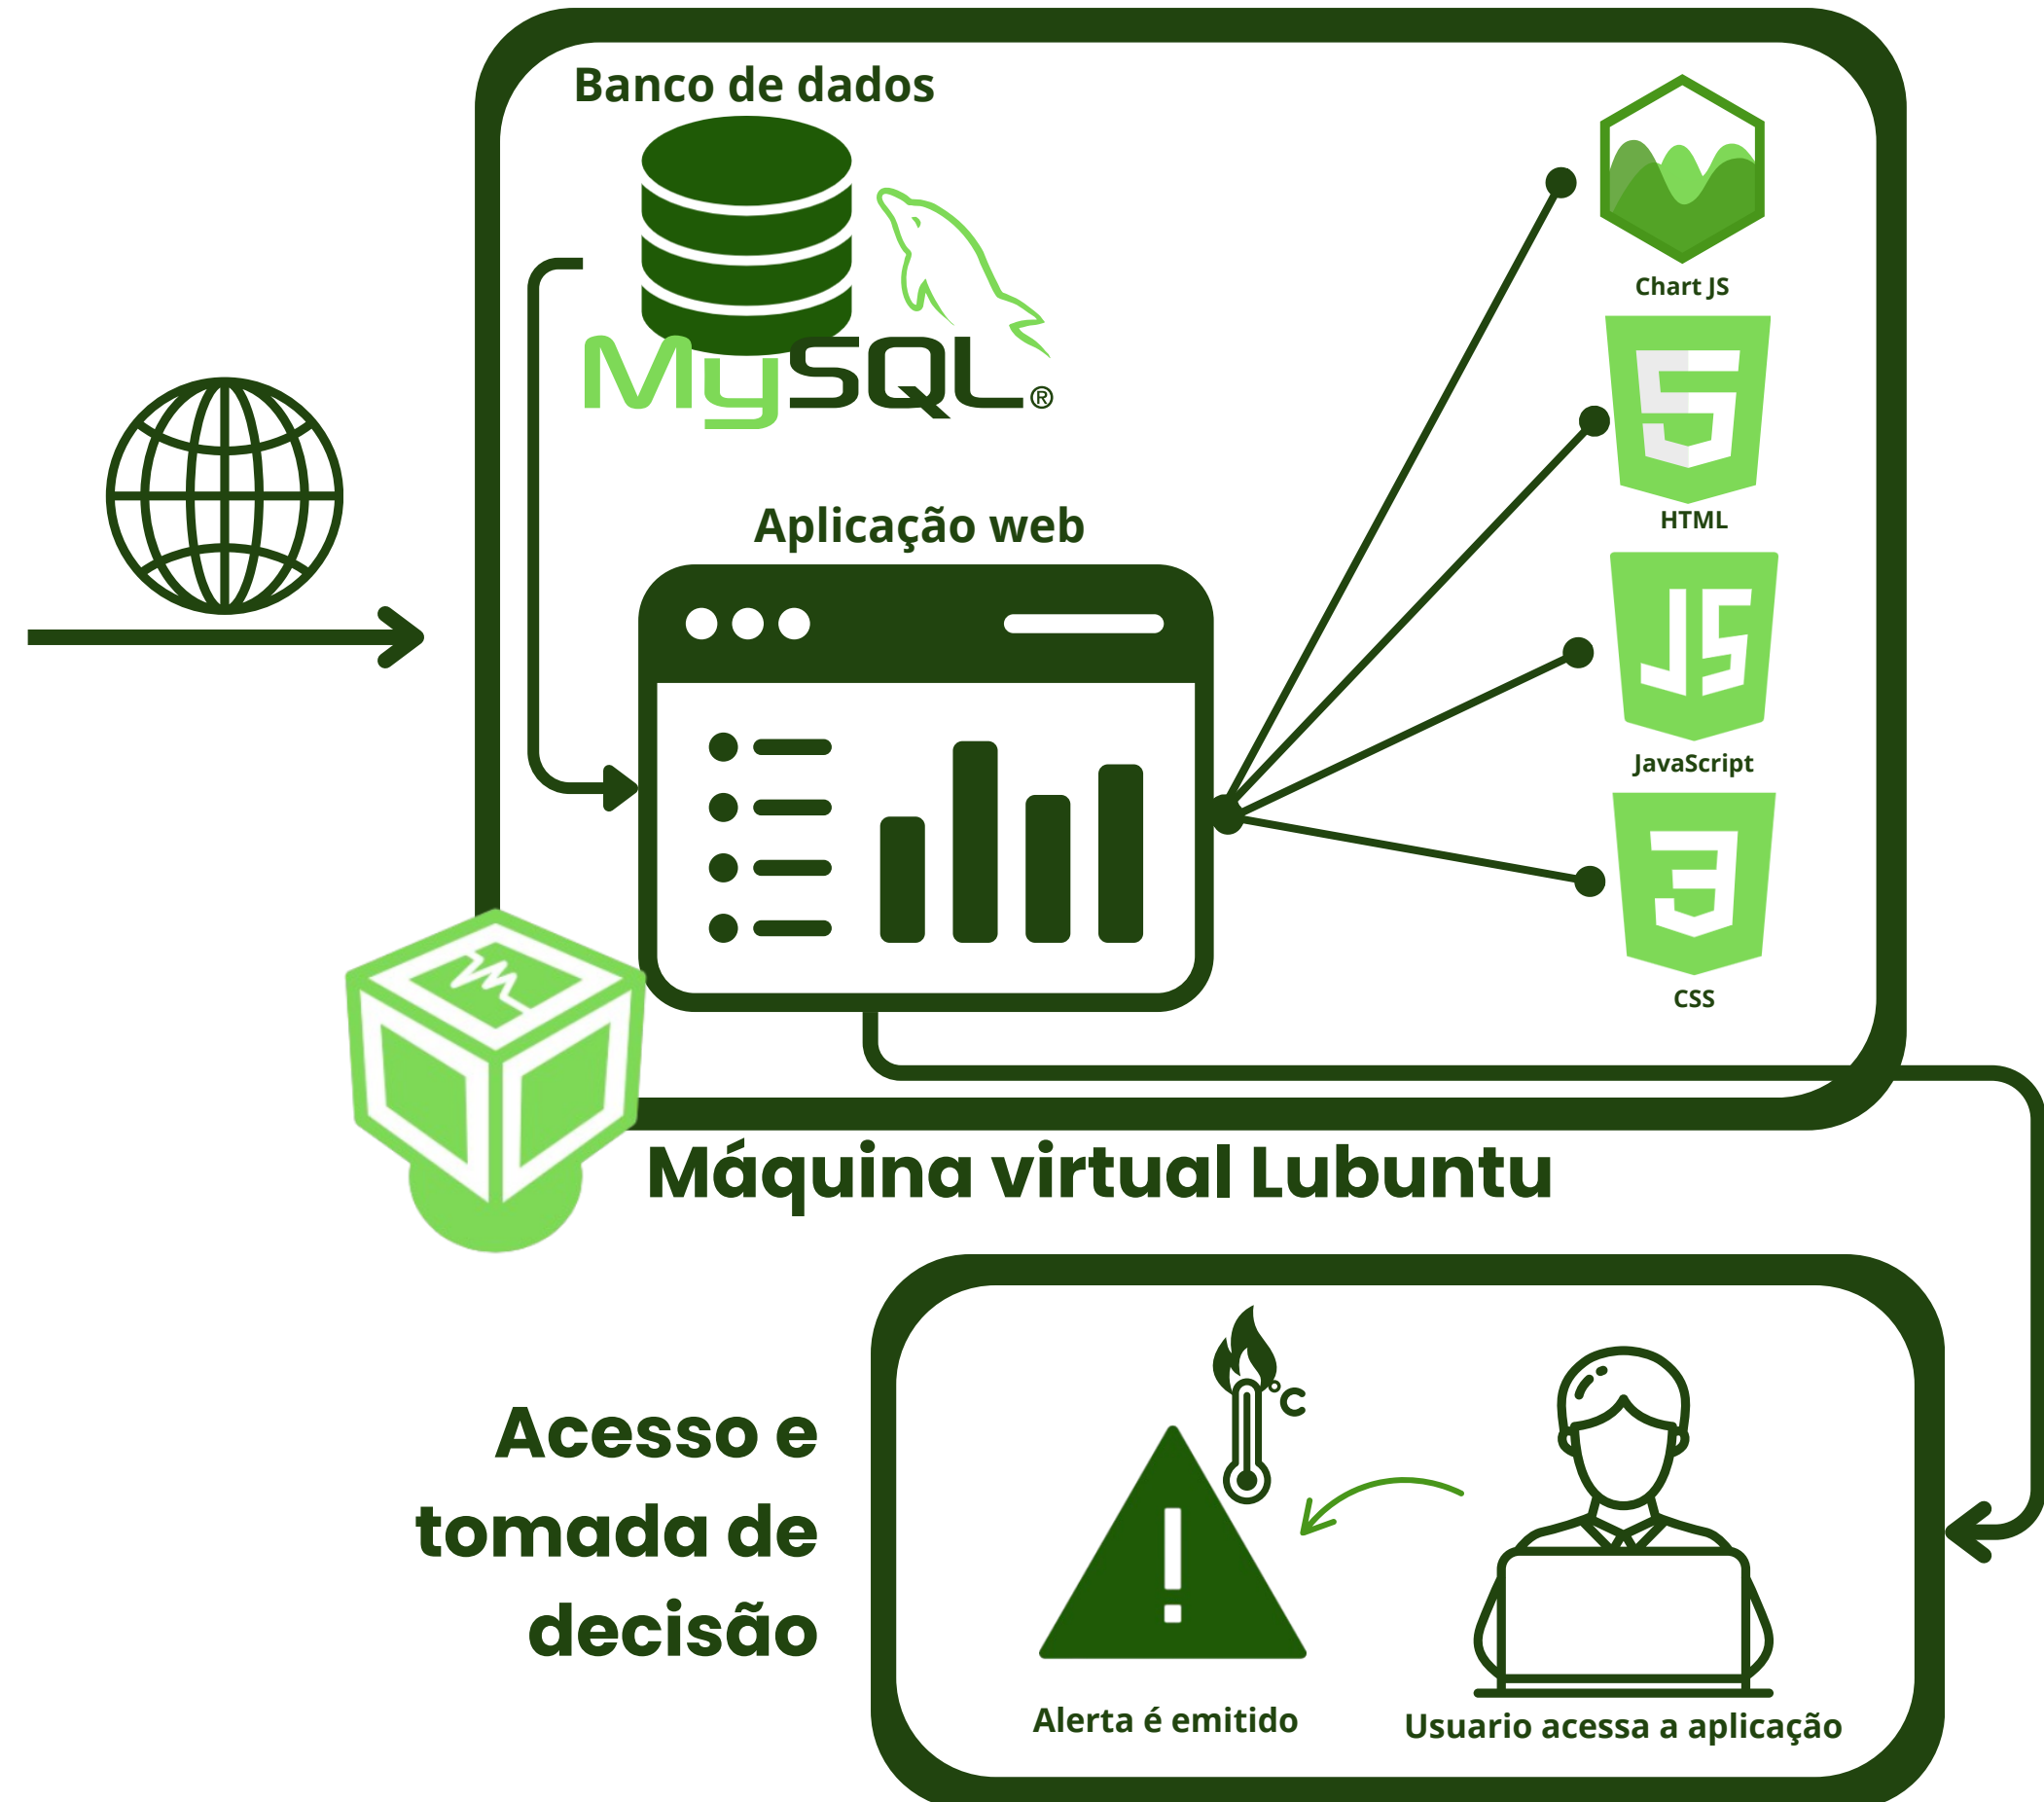 Banco de dados
MySQL®
Chart JS
HTML
Aplicação web
JS
JavaScript
CSS
Máquina virtual Lubuntu
°C
Acesso e
tomada de
decisão
Alerta é emitido
Usuario acessa a aplicação